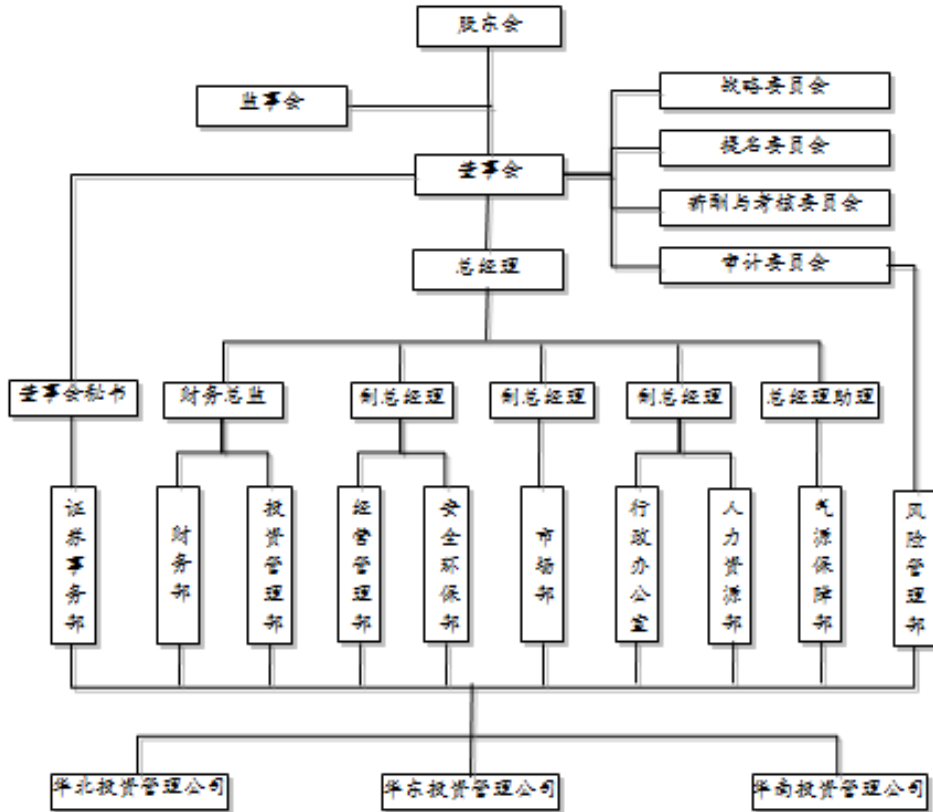 股东会
监事会
战略委员会
提名委员会
董事会
薪酬与考核委员会
总经理
审计委员会
董事会秘书
财务总监
副总经理
副总经理
副总经理
总经理助理
证券事务部
财务部
投资管理部
经营管理部
安全环保部
市场部
行政办公室
人力资源部
气源保障部
风险管理部
华北投资管理公司
华东投资管理公司
华南投资管理公司